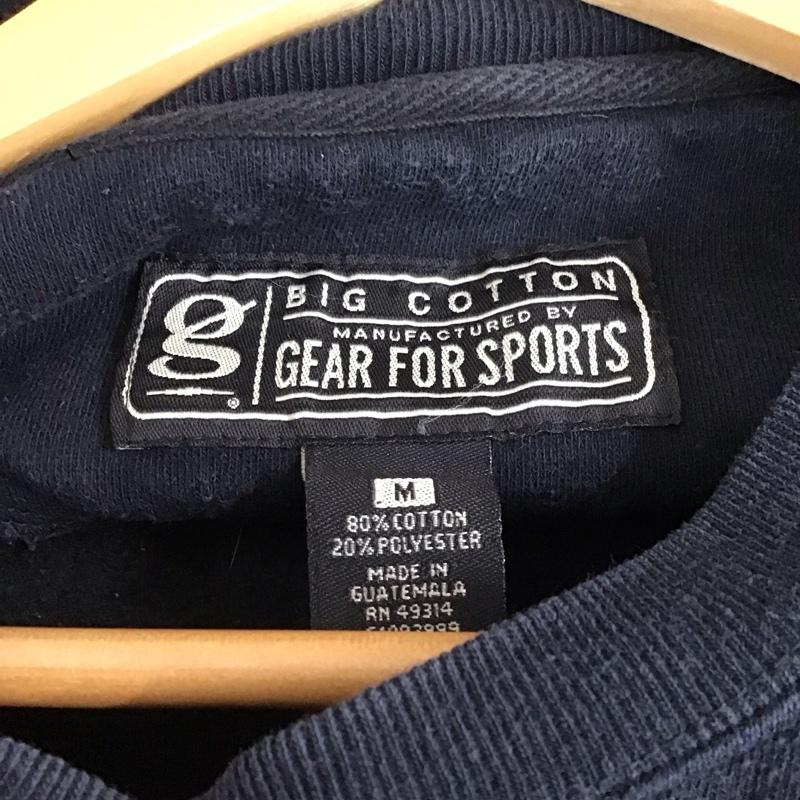 g
®
BIG COTTON
MANUFACTURED BY
GEAR FOR SPORTS
M
80% COTTON
20% POLYESTER
MADE IN
GUATEMALA
RN 49314